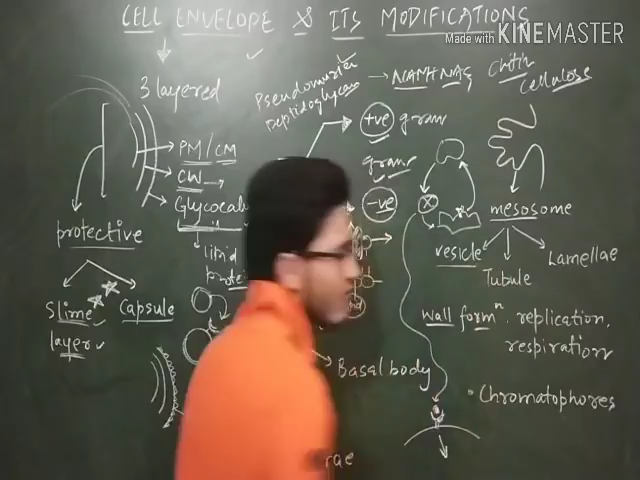 CELL ENVELOPE & ITS MODIFICATIONS
Made with KINEMASTER
3 layered
Pseudomurein
peptidoglycan → NAM + NAG
Chitin
Cellulose
PM/CM
CW
Glycocal
+ve gram
gram
-ve
protective
Slime
layer
Capsule
lipid
prote
mesosome
vesicle
Tubule
Lamellae
wall formⁿ. replication,
respiration
Basal body
• Chromatophores
rae